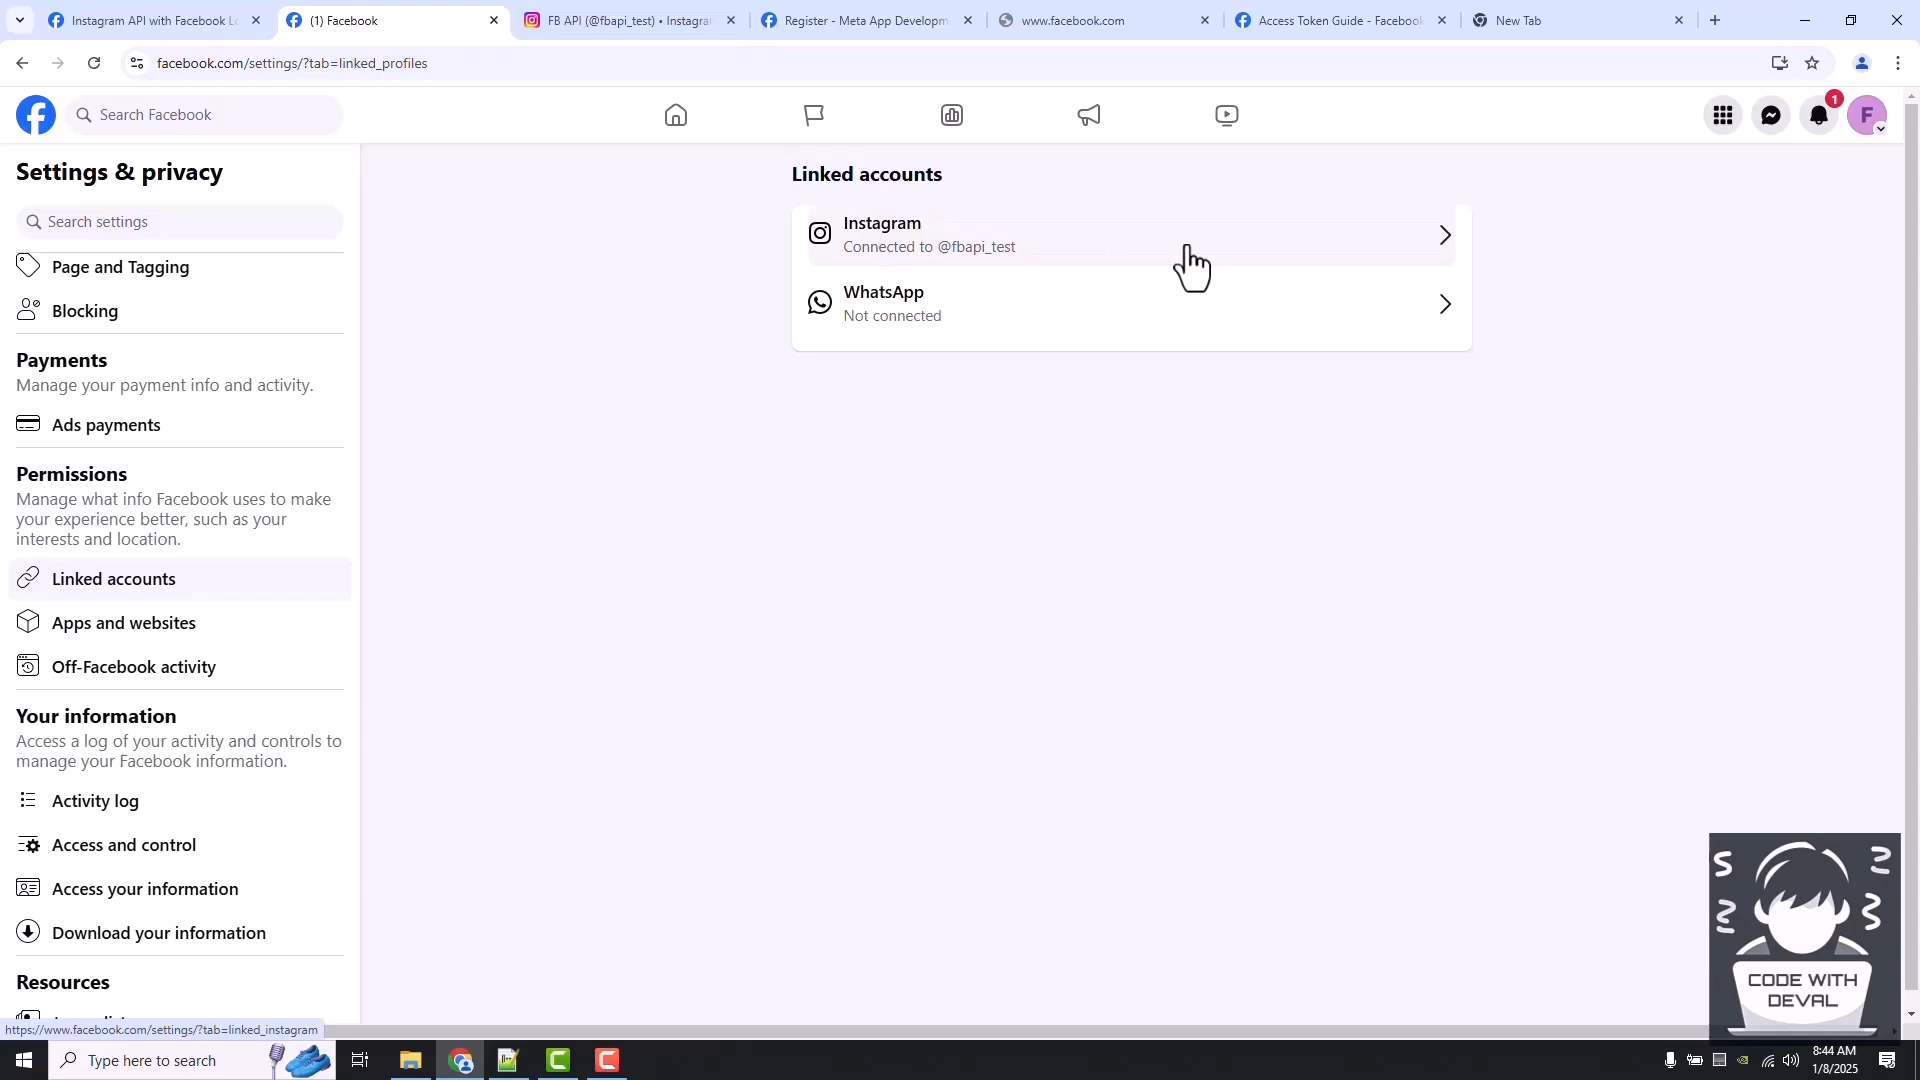 Instagram API with Facebook Lo
(1) Facebook
FB API (@fbapi_test) • Instagram
Register - Meta App Developm
www.facebook.com
Access Token Guide - Facebook
New Tab
facebook.com/settings/?tab=linked_profiles
Search Facebook
1
F
Settings & privacy
Search settings
Page and Tagging
Blocking
Payments
Manage your payment info and activity.
Ads payments
Permissions
Manage what info Facebook uses to make
your experience better, such as your
interests and location.
Linked accounts
Apps and websites
Off-Facebook activity
Your information
Access a log of your activity and controls to
manage your Facebook information.
Activity log
Access and control
Access your information
Download your information
Resources
https://www.facebook.com/settings/?tab=linked_instagram
Linked accounts
Instagram
Connected to @fbapi_test
WhatsApp
Not connected
CODE WITH
DEVAL
Type here to search
8:44 AM
1/8/2025